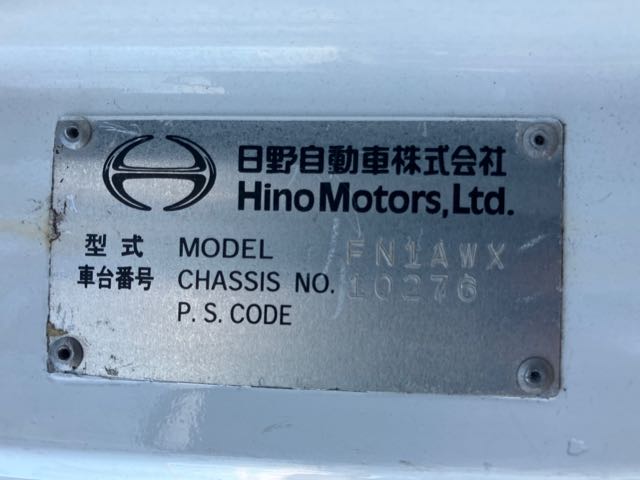 日野自動車株式会社
Hino Motors, Ltd.
型式 MODEL FN1AWX
車台番号 CHASSIS NO. 10276
P. S. CODE